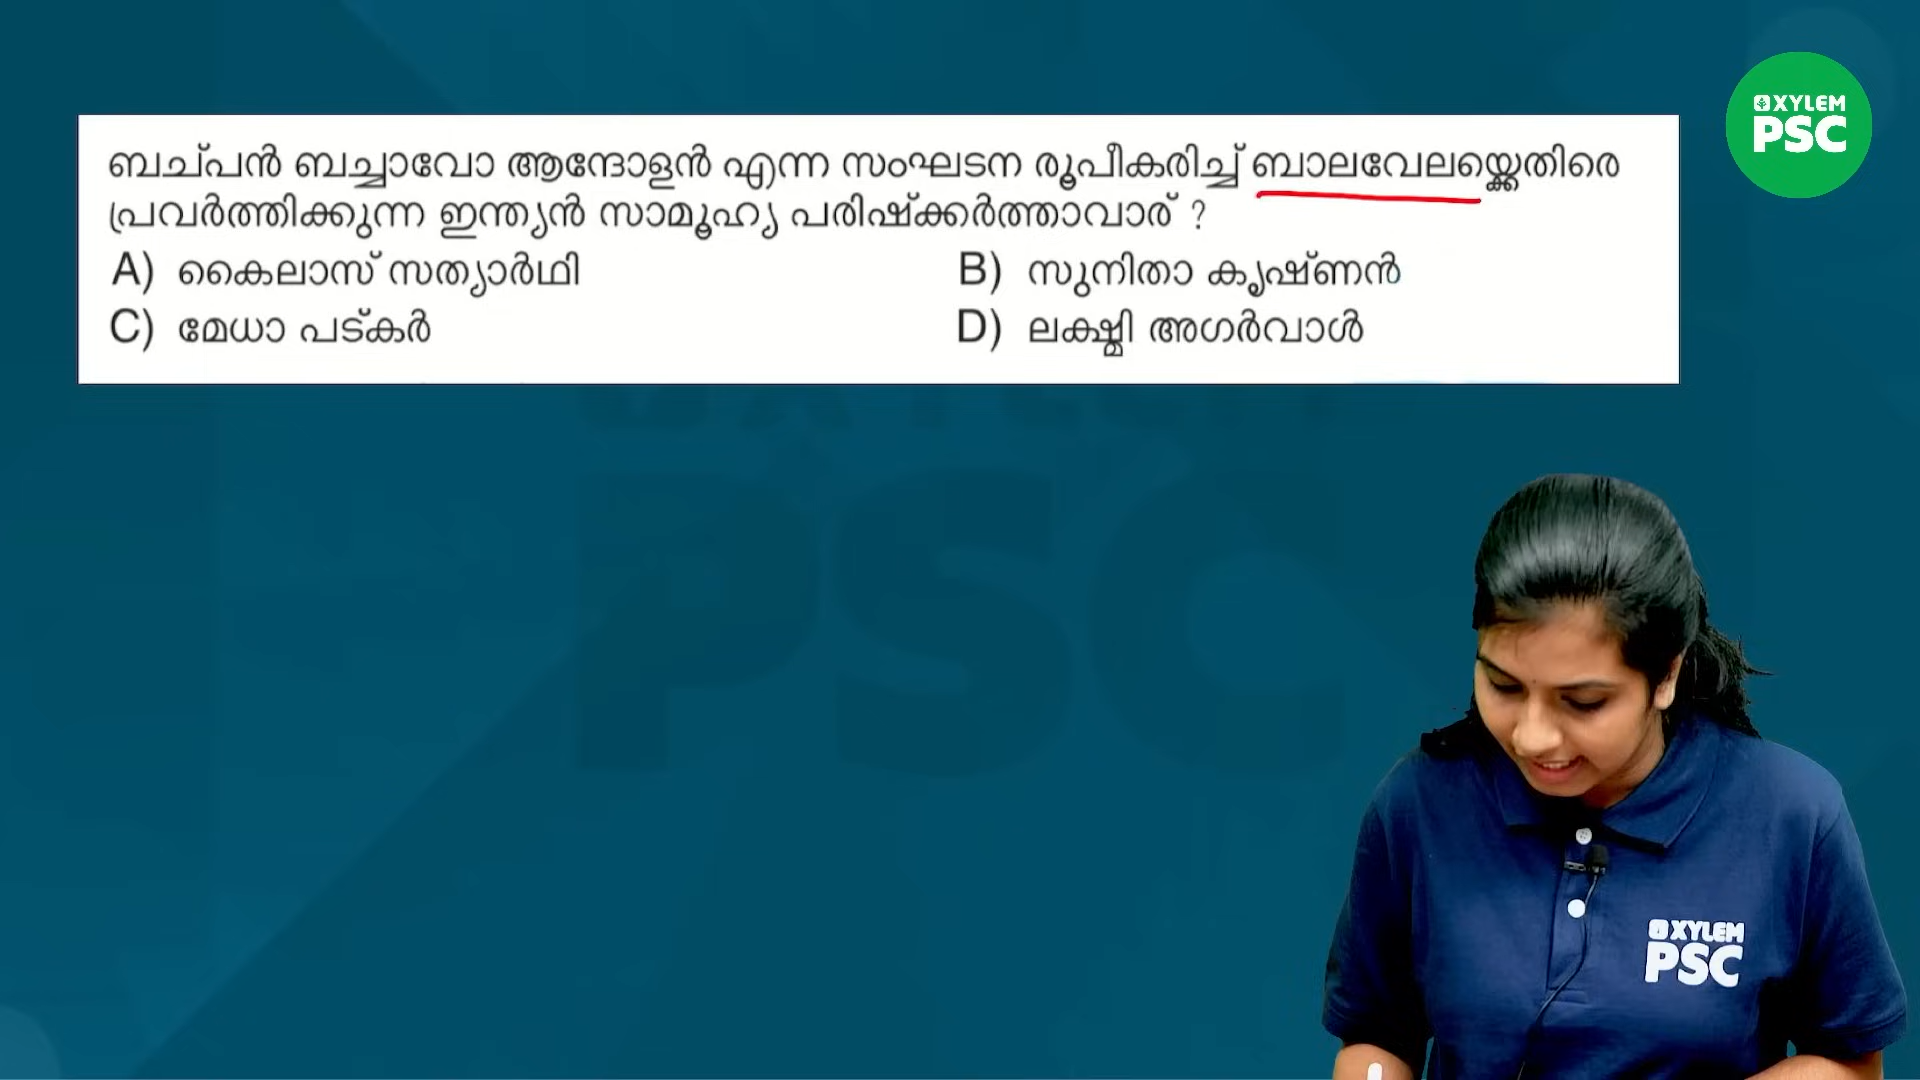 XYLEM
PSC
ബച്പൻ ബച്ചാവോ ആന്ദോളൻ എന്ന സംഘടന രൂപീകരിച്ച് ബാലവേലയ്ക്കെതിരെ
പ്രവർത്തിക്കുന്ന ഇന്ത്യൻ സാമൂഹ്യ പരിഷ്ക്കർത്താവാര് ?
A) കൈലാസ് സത്യാർഥി B) സുനിതാ കൃഷ്ണൻ
C) മേധാ പട്കർ D) ലക്ഷ്മി അഗർവാൾ
PSC
XYLEM
PSC